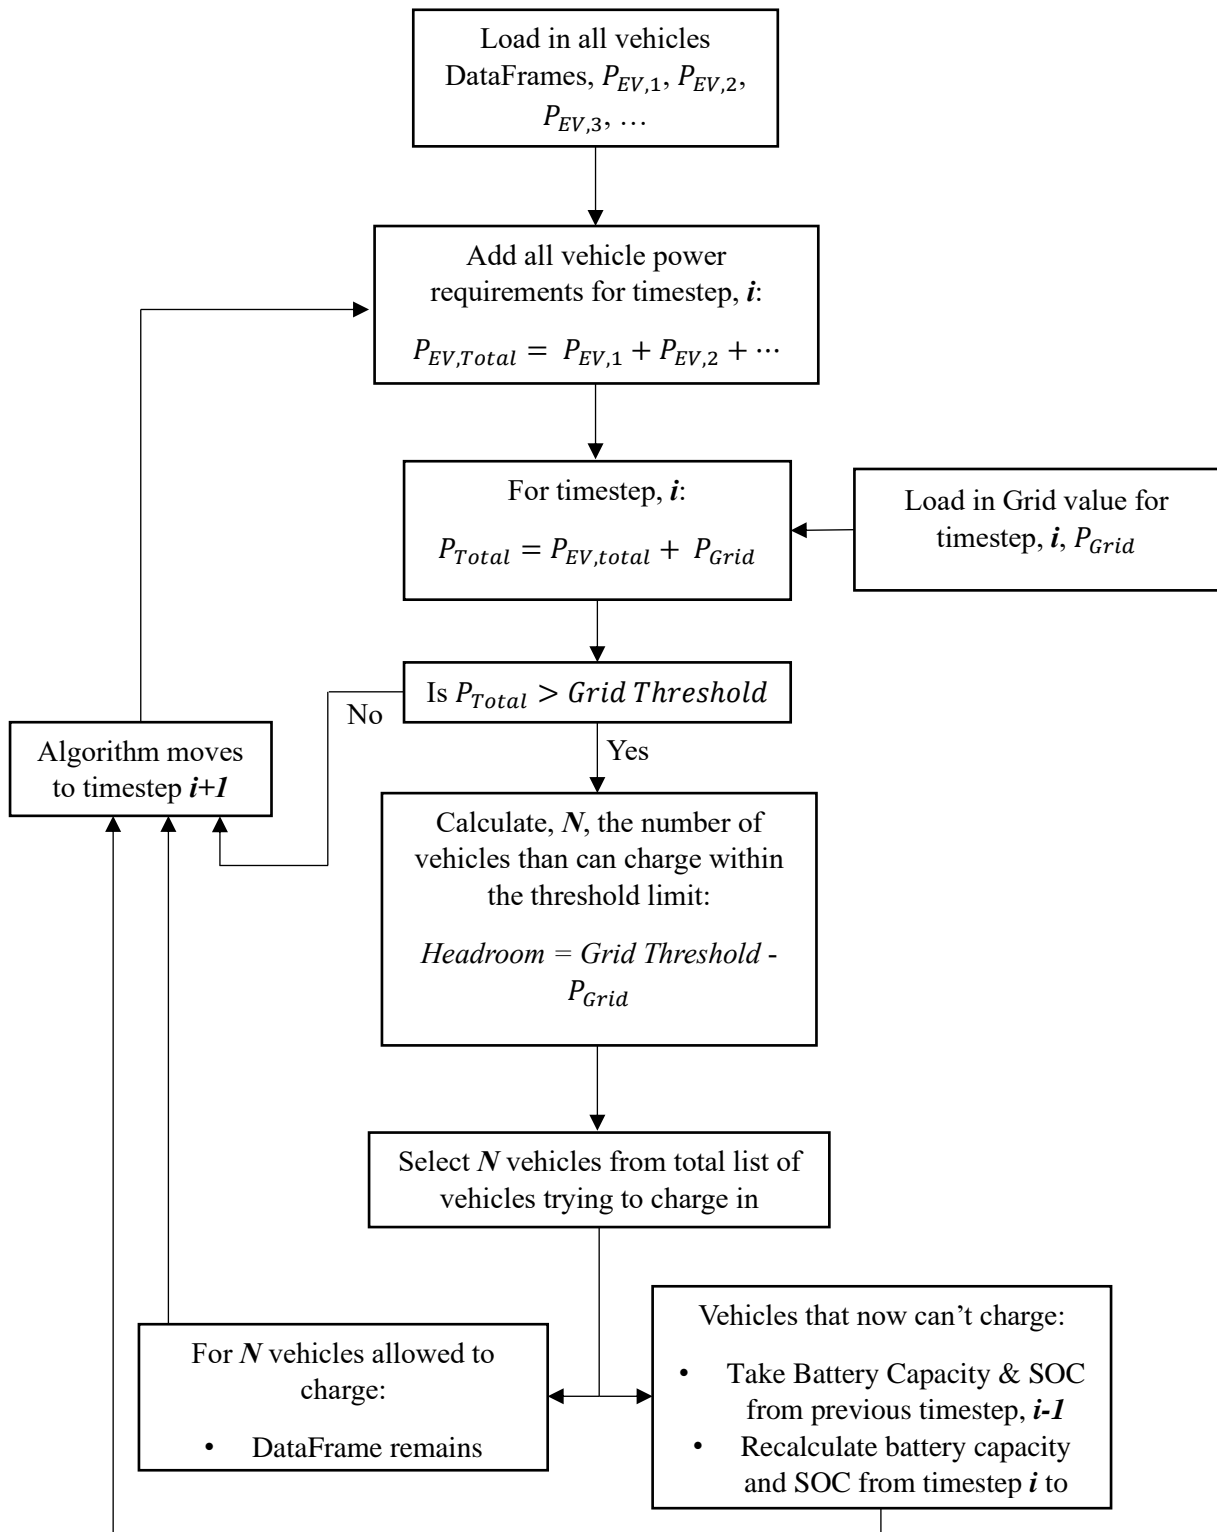 Load in all vehicles
DataFrames, P_{EV,1}, P_{EV,2},
P_{EV,3}, …
Add all vehicle power
requirements for timestep, i:
P_{EV,Total} = P_{EV,1} + P_{EV,2} + ⋯
For timestep, i:
P_{Total} = P_{EV,total} + P_{Grid}
Load in Grid value for
timestep, i, P_{Grid}
Is P_{Total} > Grid Threshold
No
Yes
Algorithm moves
to timestep i+1
Calculate, N, the number of
vehicles than can charge within
the threshold limit:
Headroom = Grid Threshold -
P_{Grid}
Select N vehicles from total list of
vehicles trying to charge in
For N vehicles allowed to
charge:
• DataFrame remains
Vehicles that now can’t charge:
• Take Battery Capacity & SOC
from previous timestep, i-1
• Recalculate battery capacity
and SOC from timestep i to